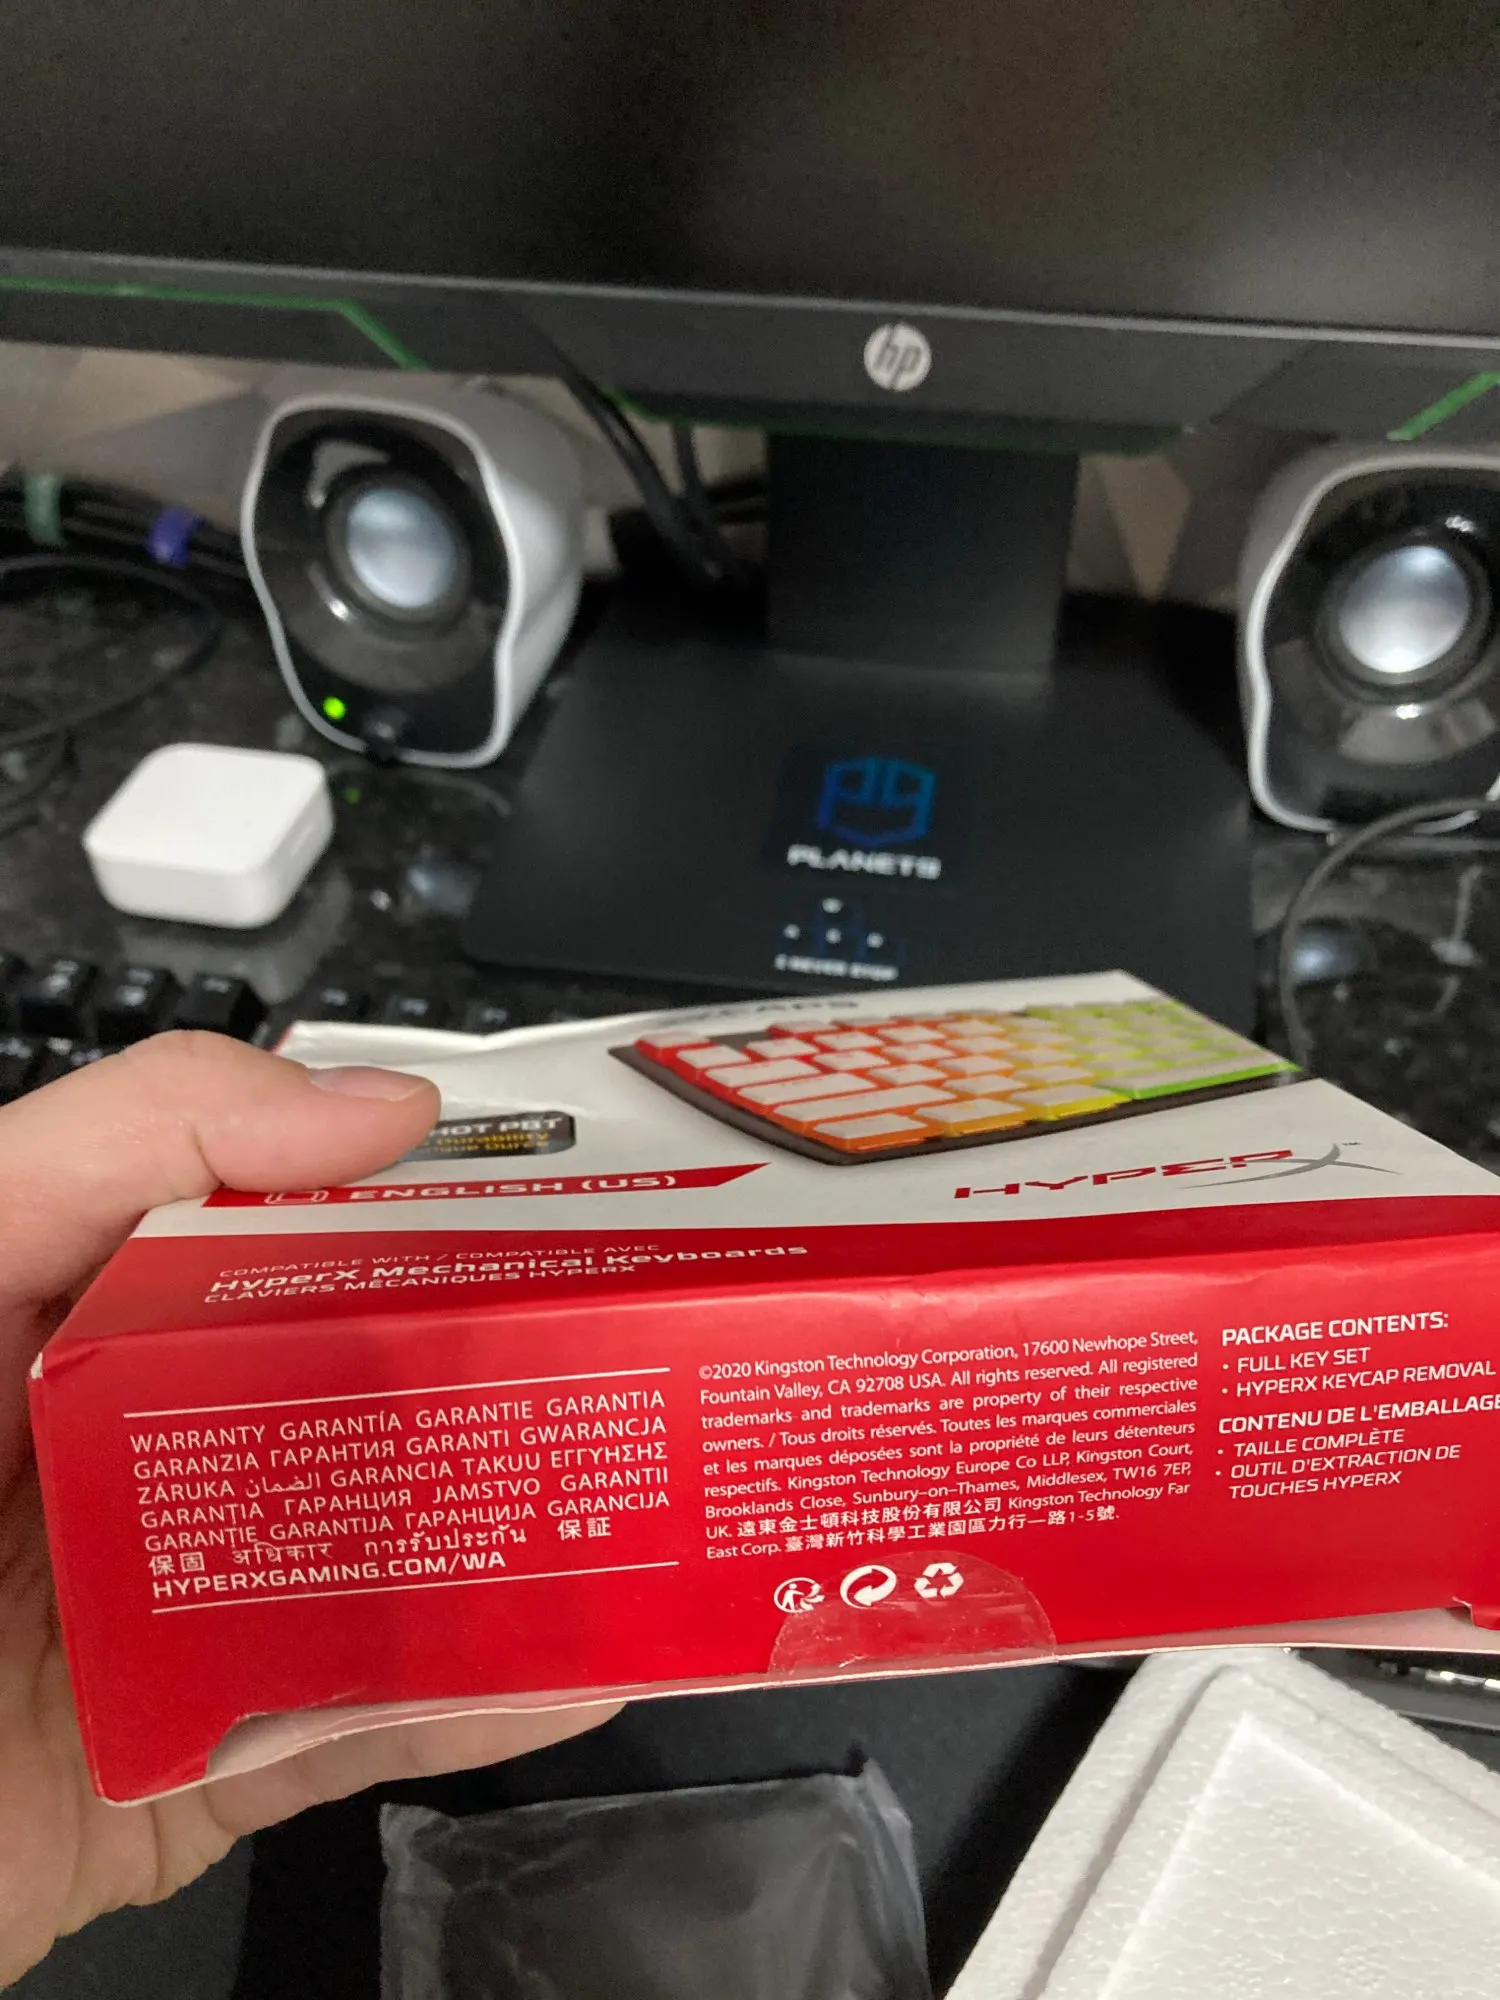 hp
PLANET9
W
A S D
HOT PBT
Durability
ENGLISH (US)
HYPERX™
COMPATIBLE WITH / COMPATIBLE AVEC
HyperX Mechanical Keyboards
CLAVIERS MÉCANIQUES HYPERX
WARRANTY GARANTÍA GARANTIE GARANTIA
GARANZIA ГАРАНТИЯ GARANTI GWARANCJA
ZÁRUKA الضمان GARANCIA TAKUU ΕΓΓΥΗΣΗΣ
GARANȚIA ГАРАНЦИЯ JAMSTVO GARANTII
GARANȚIE GARANTIJA ГАРАНЦИЈА GARANCIJA
保固 अधिकार การรับประกัน 保証
HYPERXGAMING.COM/WA
©2020 Kingston Technology Corporation, 17600 Newhope Street,
Fountain Valley, CA 92708 USA. All rights reserved. All registered
trademarks and trademarks are property of their respective
owners. / Tous droits réservés. Toutes les marques commerciales
et les marques déposées sont la propriété de leurs détenteurs
respectifs. Kingston Technology Europe Co LLP, Kingston Court,
Brooklands Close, Sunbury-on-Thames, Middlesex, TW16 7EP,
UK. 遠東金士頓科技股份有限公司 Kingston Technology Far
East Corp. 臺灣新竹科學工業園區力行一路1-5號.
PACKAGE CONTENTS:
• FULL KEY SET
• HYPERX KEYCAP REMOVAL
CONTENU DE L'EMBALLAGE
• TAILLE COMPLÈTE
• OUTIL D'EXTRACTION DE
TOUCHES HYPERX